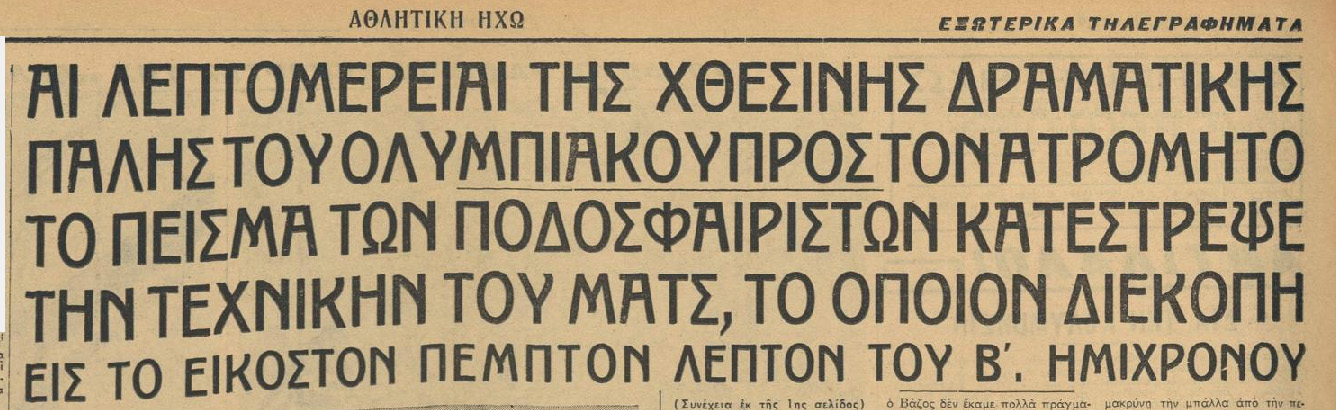 ΑΘΛΗΤΙΚΗ ΗΧΩ
ΕΞΩΤΕΡΙΚΑ ΤΗΛΕΓΡΑΦΗΜΑΤΑ
ΑΙ ΛΕΠΤΟΜΕΡΕΙΑΙ ΤΗΣ ΧΘΕΣΙΝΗΣ ΔΡΑΜΑΤΙΚΗΣ
ΠΑΛΗΣ ΤΟΥ ΟΛΥΜΠΙΑΚΟΥ ΠΡΟΣ ΤΟΝ ΑΤΡΟΜΗΤΟ
ΤΟ ΠΕΙΣΜΑ ΤΩΝ ΠΟΔΟΣΦΑΙΡΙΣΤΩΝ ΚΑΤΕΣΤΡΕΨΕ
ΤΗΝ ΤΕΧΝΙΚΗΝ ΤΟΥ ΜΑΤΣ, ΤΟ ΟΠΟΙΟΝ ΔΙΕΚΟΠΗ
ΕΙΣ ΤΟ ΕΙΚΟΣΤΟΝ ΠΕΜΠΤΟΝ ΛΕΠΤΟΝ ΤΟΥ Β′. ΗΜΙΧΡΟΝΟΥ
(Συνέχεια ἐκ τῆς 1ης σελίδος)
ὁ Βάζος δὲν ἔκαμε πολλὰ πράγμα-
μακρύνῃ τὴν μπάλλα ἀπὸ τὴν πε-